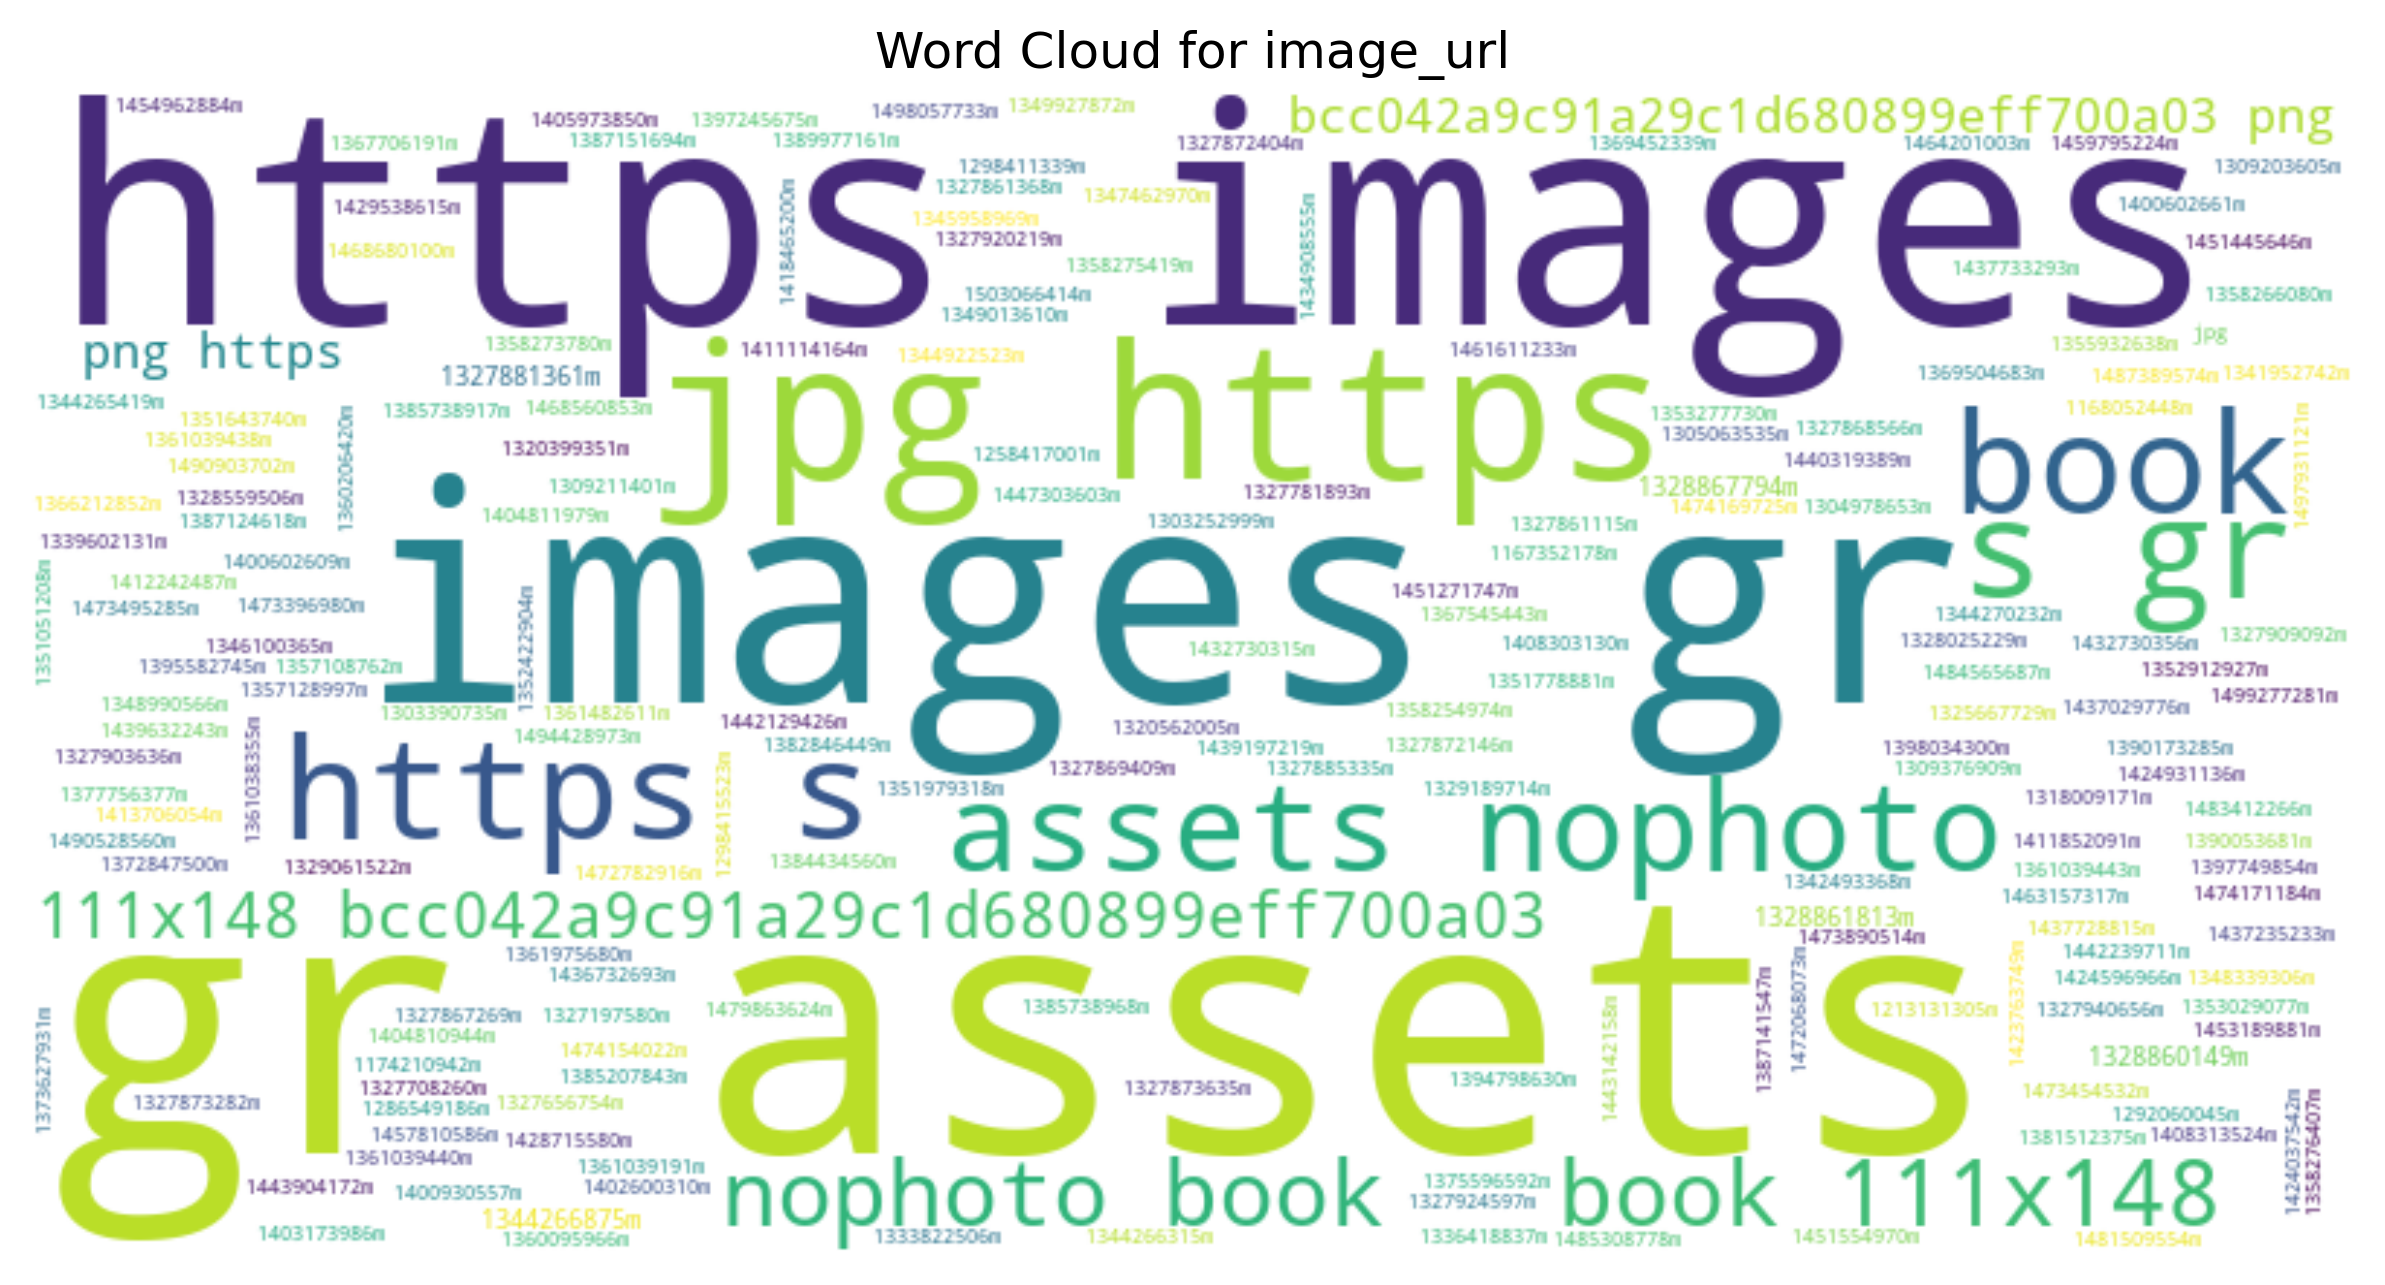 Word Cloud for image_url
1454962884m
1405973850m
1397245675m
1498057733m
1349927872m
bcc042a9c91a29c1d680899eff700a03 png
1367706191m
1387151694m
1389977161m
1327872404m
1369452339m
1464201003m
1459795224m
https images
1298411339m
1309203605m
1327861368m
1347462970m
1418465200m
1434908555m
1429538615m
1345958969m
1400602661m
1327920219m
1451445646m
1468680100m
1358275419m
1437733293m
1503066414m
1358266080m
1349013610m
png https
1358273780m
1411114164m
1344922523m
1461611233m
1355932638m
jpg
1327881361m
jpg https
1369504683m
1487389574m
1341952742m
1344265419m
1351643740m
1360206420m
1385738917m
1468560853m
1353277730m
1168052448m
1497931121m
1361039438m
1320399351m
1305063535m
1327868566m
book
1490903702m
1258417001m
1440319389m
1366212852m
1328559506m
1309211401m
1447303603m
1327781893m
1328867794m
1387124618m
1404811979m
1303252999m
1327861115m
1474169725m
1304978653m
1339602131m
images gr
s gr
1400602609m
1167352178m
1351051208m
1412242487m
1451271747m
1473495285m
1473396980m
1352422904m
1367545443m
1344270232m
1346100365m
1432730315m
1408303130m
1328025229m
1432730356m
1327909092m
1395582745m
1357108762m
1484565687m
1352912927m
1357128997m
1351778881m
1499277281m
1348990566m
1303390735m
1361482611m
1442129426m
1320562005m
1358254974m
1325667729m
1437029776m
1439632243m
1361038355m
1494428973m
1382846449m
1439197219m
1327872146m
1398034300m
1390173285m
1327903636m
https s
1298415523m
1327869409m
1327885335m
1309376909m
1424931136m
1377756377m
1351979318m
1329189714m
1318009171m
1483412266m
1413706054m
assets nophoto
1490528560m
1411852091m
1390053681m
1372847500m
1329061522m
1472782916m
1384434560m
1361039443m
1397749854m
1342493368m
1463157317m
1474171184m
111x148 bcc042a9c91a29c1d680899eff700a03
1328861813m
1473890514m
1437728815m
1437235233m
gr assets
1361975680m
1436732693m
1442239711m
1387141547m
1472068073m
1423763749m
1424596966m
1348339306m
1373627931m
1327867269m
1327197580m
1479863624m
1385738968m
1443142158m
1213131305m
1327940656m
1353029077m
1404810944m
1453189881m
1474154022m
1328860149m
1174210942m
1385207843m
1394798630m
1327708260m
1327873635m
1473454532m
1327873282m
1286549186m
1327656754m
1292060045m
1457810586m
1428715580m
1381512375m
1408313524m
1424037542m
1358276407m
1361039440m
1361039191m
nophoto book
book 111x148
1443904172m
1400930557m
1402600310m
1375596592m
1327924597m
1344266875m
1403173986m
1360095966m
1333822506m
1344266315m
1336418837m
1485308778m
1451554970m
1481509554m